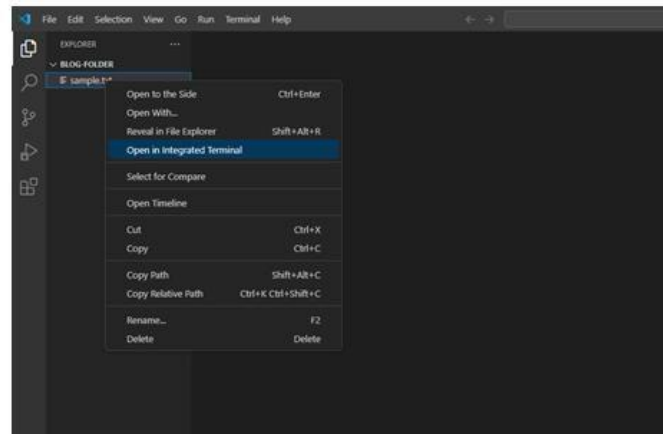 File Edit Selection View Go Run Terminal Help
EXPLORER ...
BLOG-FOLDER
sample.txt
Open to the Side Ctrl+Enter
Open With...
Reveal in File Explorer Shift+Alt+R
Open in Integrated Terminal
Select for Compare
Open Timeline
Cut Ctrl+X
Copy Ctrl+C
Copy Path Shift+Alt+C
Copy Relative Path Ctrl+K Ctrl+Shift+C
Rename... F2
Delete Delete